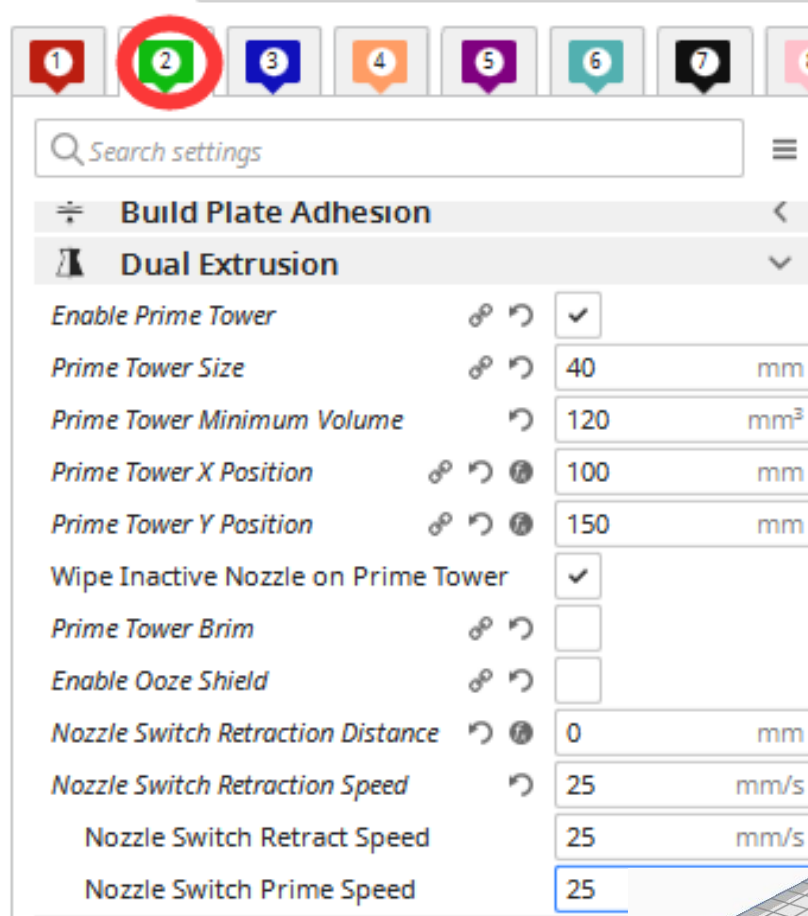 1 2 3 4 5 6 7
Search settings
Build Plate Adhesion
Dual Extrusion
Enable Prime Tower
Prime Tower Size 40 mm
Prime Tower Minimum Volume 120 mm³
Prime Tower X Position 100 mm
Prime Tower Y Position 150 mm
Wipe Inactive Nozzle on Prime Tower
Prime Tower Brim
Enable Ooze Shield
Nozzle Switch Retraction Distance 0 mm
Nozzle Switch Retraction Speed 25 mm/s
Nozzle Switch Retract Speed 25 mm/s
Nozzle Switch Prime Speed 25